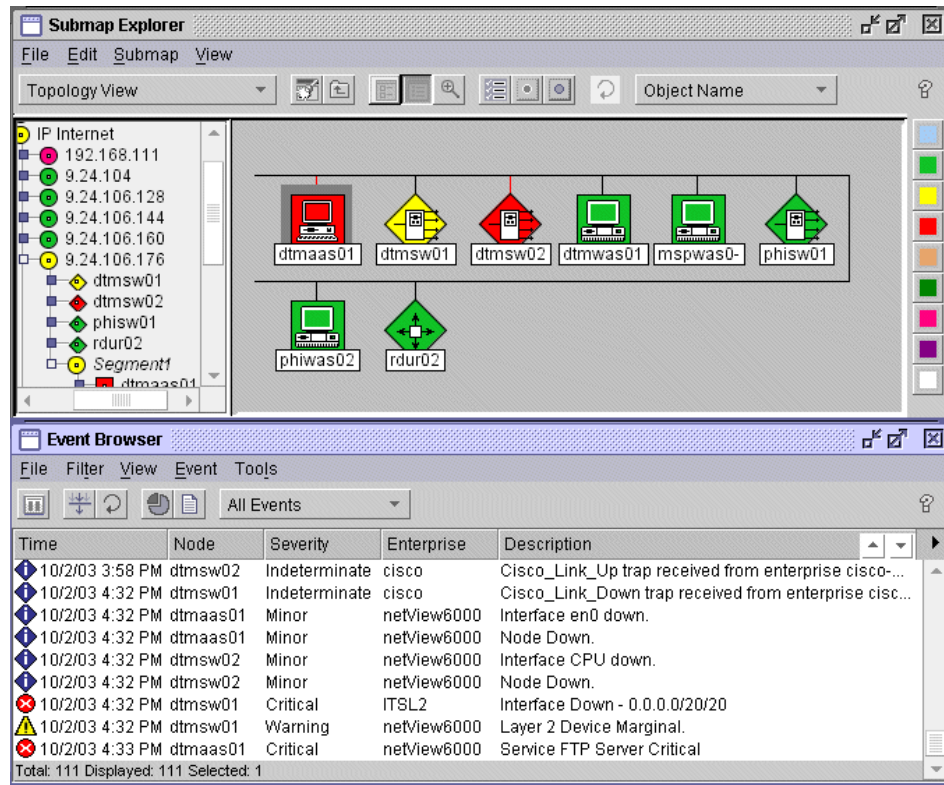 Submap Explorer
File Edit Submap View
Topology View Object Name
IP Internet
192.168.111
9.24.104
9.24.106.128
9.24.106.144
9.24.106.160
9.24.106.176
dtmsw01
dtmsw02
phisw01
rdur02
Segment1
dtmaas01
dtmaas01 dtmsw01 dtmsw02 dtmwas01 mspwas0- phisw01
phiwas02 rdur02
Event Browser
File Filter View Event Tools
All Events
Time Node Severity Enterprise Description
10/2/03 3:58 PM dtmsw02 Indeterminate cisco Cisco_Link_Up trap received from enterprise cisco-...
10/2/03 4:32 PM dtmsw01 Indeterminate cisco Cisco_Link_Down trap received from enterprise cisc...
10/2/03 4:32 PM dtmaas01 Minor netView6000 Interface en0 down.
10/2/03 4:32 PM dtmaas01 Minor netView6000 Node Down.
10/2/03 4:32 PM dtmsw02 Minor netView6000 Interface CPU down.
10/2/03 4:32 PM dtmsw02 Minor netView6000 Node Down.
10/2/03 4:32 PM dtmsw01 Critical ITSL2 Interface Down - 0.0.0.0/20/20
10/2/03 4:32 PM dtmsw01 Warning netView6000 Layer 2 Device Marginal.
10/2/03 4:33 PM dtmaas01 Critical netView6000 Service FTP Server Critical
Total: 111 Displayed: 111 Selected: 1